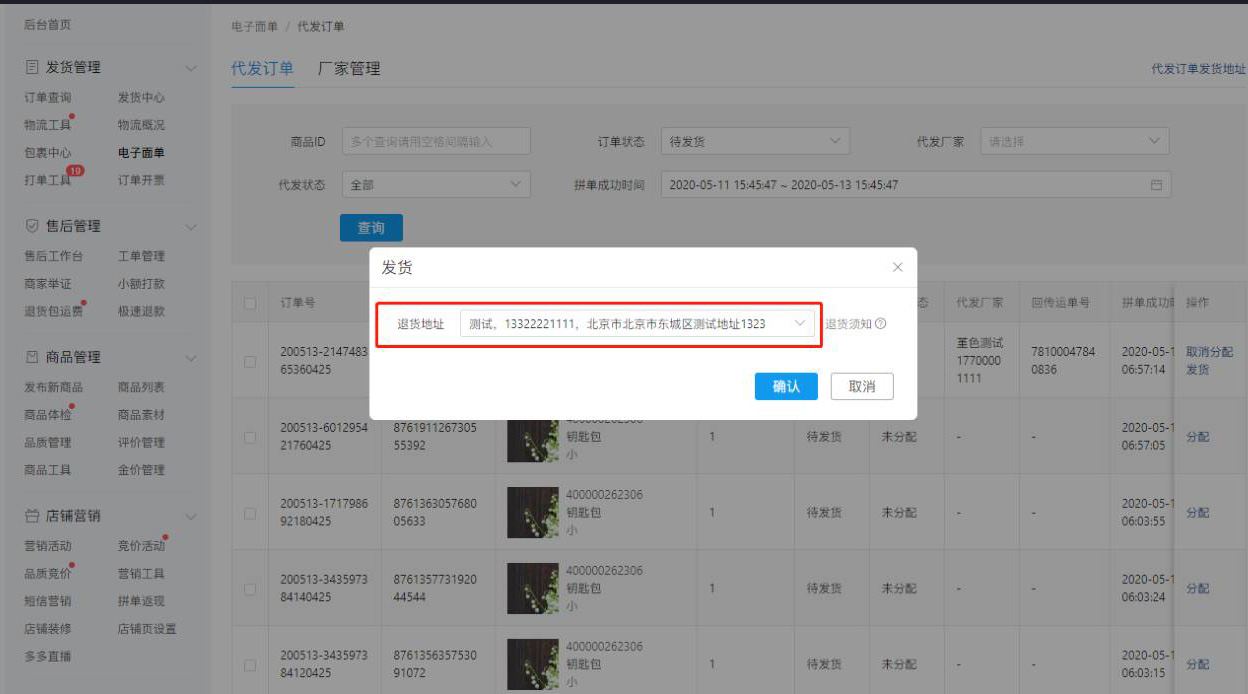 后台首页
发货管理
订单查询 发货中心
物流工具 物流概况
包裹中心 电子面单
打单工具 19 订单开票
售后管理
售后工作台 工单管理
商家举证 小额打款
退货包运费 极速退款
商品管理
发布新商品 商品列表
商品体检 商品素材
品质管理 评价管理
商品工具 金价管理
店铺营销
营销活动 竞价活动
品质竞价 营销工具
短信营销 拼单返现
店铺装修 店铺页设置
多多直播
电子面单 / 代发订单
代发订单 厂家管理 代发订单发货地址
商品ID 多个查询请用空格间隔输入 订单状态 待发货 代发厂家 请选择
代发状态 全部 拼单成功时间 2020-05-11 15:45:47 ~ 2020-05-13 15:45:47
查询
发货
退货地址 测试，13322221111，北京市北京市东城区测试地址1323 退货须知
确认 取消
订单号 态 代发厂家 回传运单号 拼单成功时 操作
200513-2147483
65360425
堇色测试
1770000
1111
7810004784
0836
2020-05-1
06:57:14
取消分配
发货
200513-6012954
21760425
8761911267305
55392
400000262306
钥匙包
小
1 待发货 未分配 - -
2020-05-1
06:57:05
分配
200513-1717986
92180425
8761363057680
05633
400000262306
钥匙包
小
1 待发货 未分配 - -
2020-05-1
06:03:55
分配
200513-3435973
84140425
8761357731920
44544
400000262306
钥匙包
小
1 待发货 未分配 - -
2020-05-1
06:03:24
分配
200513-3435973
84120425
8761356357530
91072
400000262306
钥匙包
小
1 待发货 未分配 - -
2020-05-1
06:03:15
分配